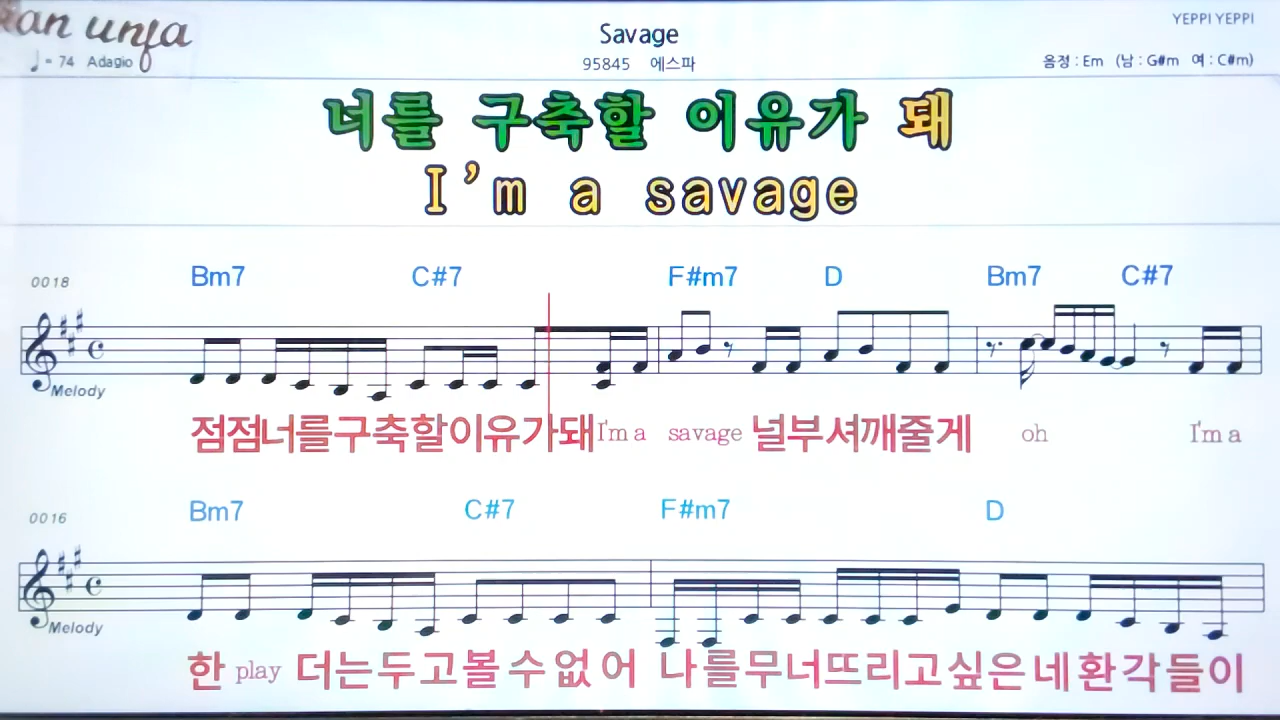 an unfa
Savage
YEPPI YEPPI
♩= 74 Adagio
95845 에스파
음정 : Em (남 : G#m 여 : C#m)
너를 구축할 이유가 돼
I'm a savage
0018 Bm7 C#7 F#m7 D Bm7 C#7
Melody
점점너를구축할이유가돼 I'm a savage 널부셔깨줄게 oh I'm a
0016 Bm7 C#7 F#m7 D
Melody
한 play 더는두고볼수없어 나를무너뜨리고싶은네환각들이